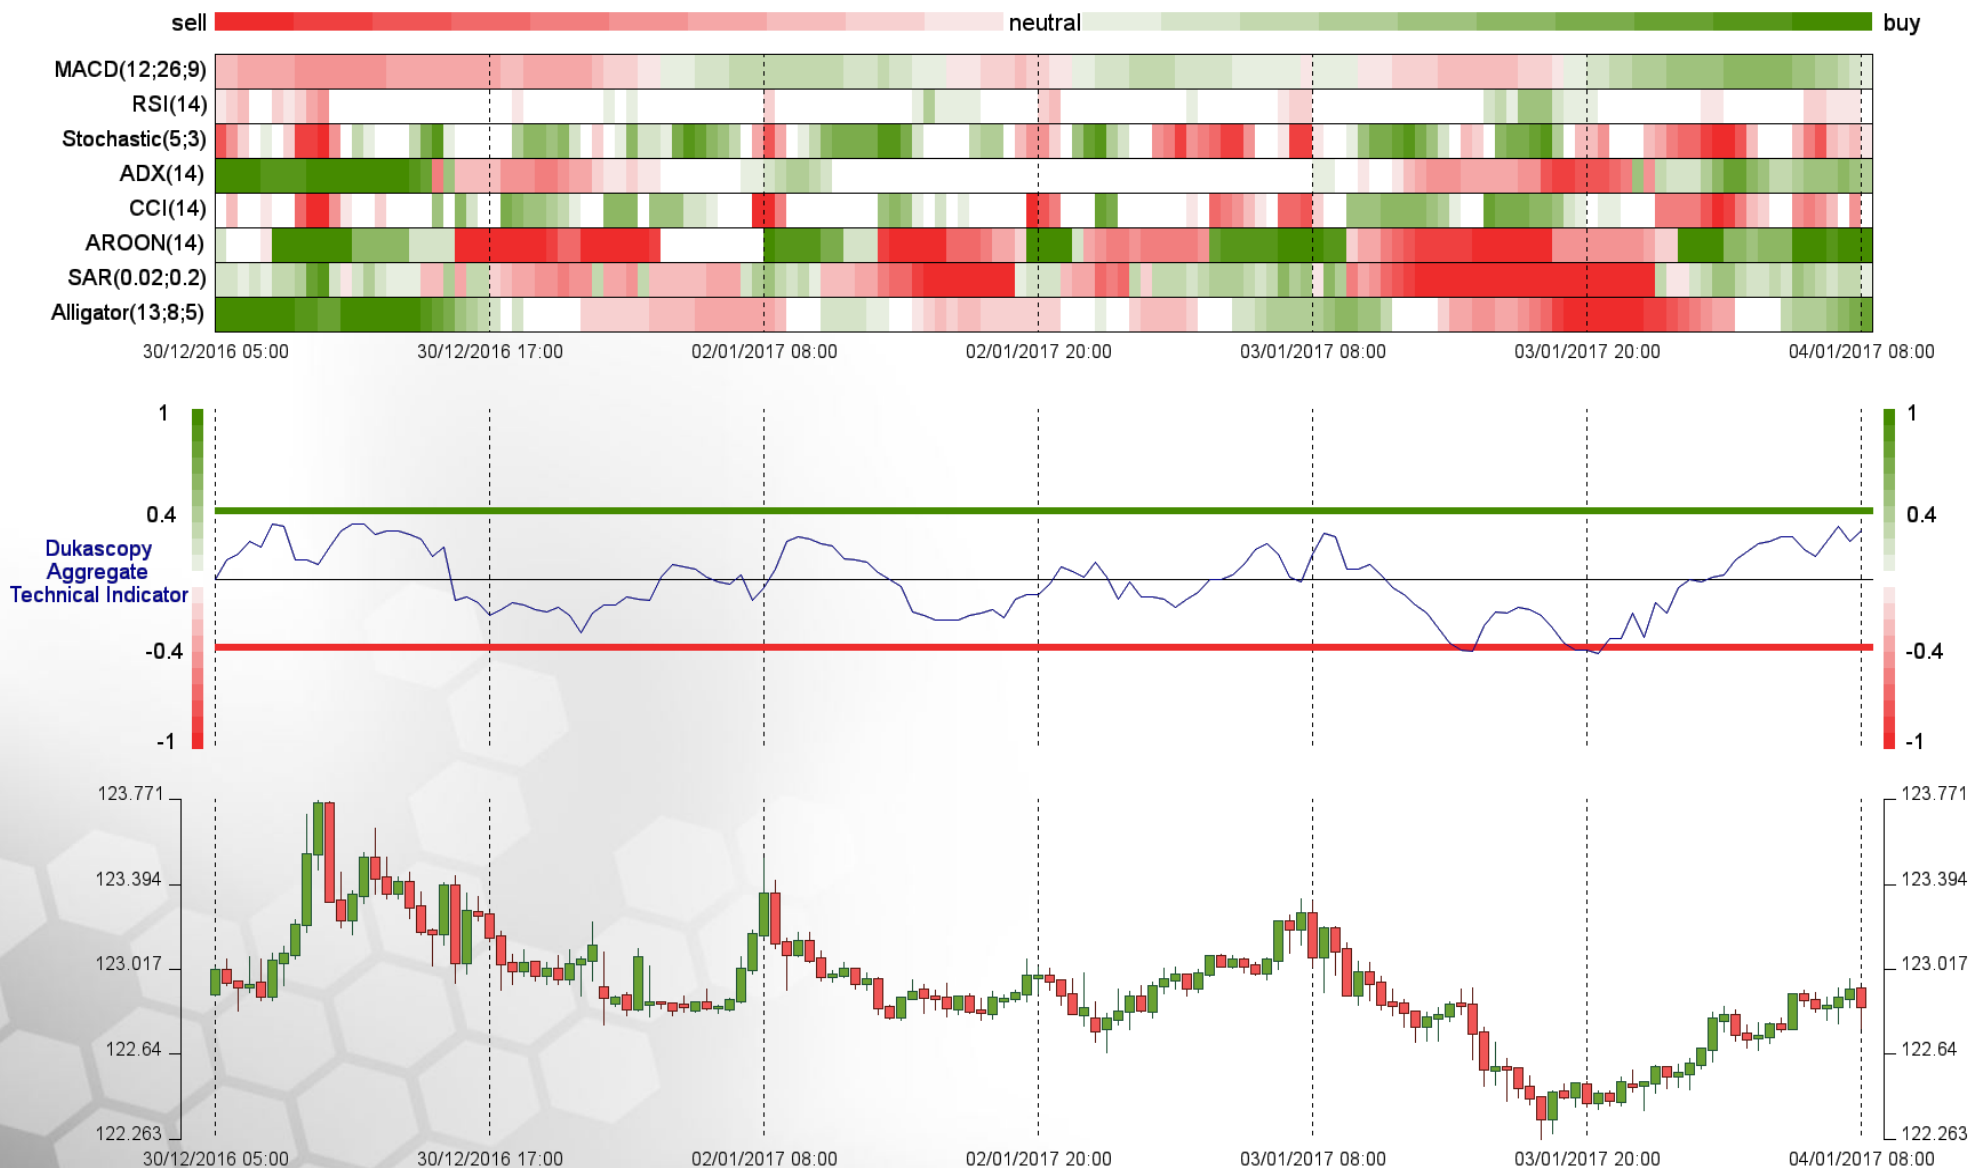 sell neutral buy
MACD(12;26;9)
RSI(14)
Stochastic(5;3)
ADX(14)
CCI(14)
AROON(14)
SAR(0.02;0.2)
Alligator(13;8;5)
30/12/2016 05:00 30/12/2016 17:00 02/01/2017 08:00 02/01/2017 20:00 03/01/2017 08:00 03/01/2017 20:00 04/01/2017 08:00
1 1
0.4 0.4
Dukascopy
Aggregate
Technical Indicator
-0.4 -0.4
-1 -1
123.771 123.771
123.394 123.394
123.017 123.017
122.64 122.64
122.263 122.263
30/12/2016 05:00 30/12/2016 17:00 02/01/2017 08:00 02/01/2017 20:00 03/01/2017 08:00 03/01/2017 20:00 04/01/2017 08:00